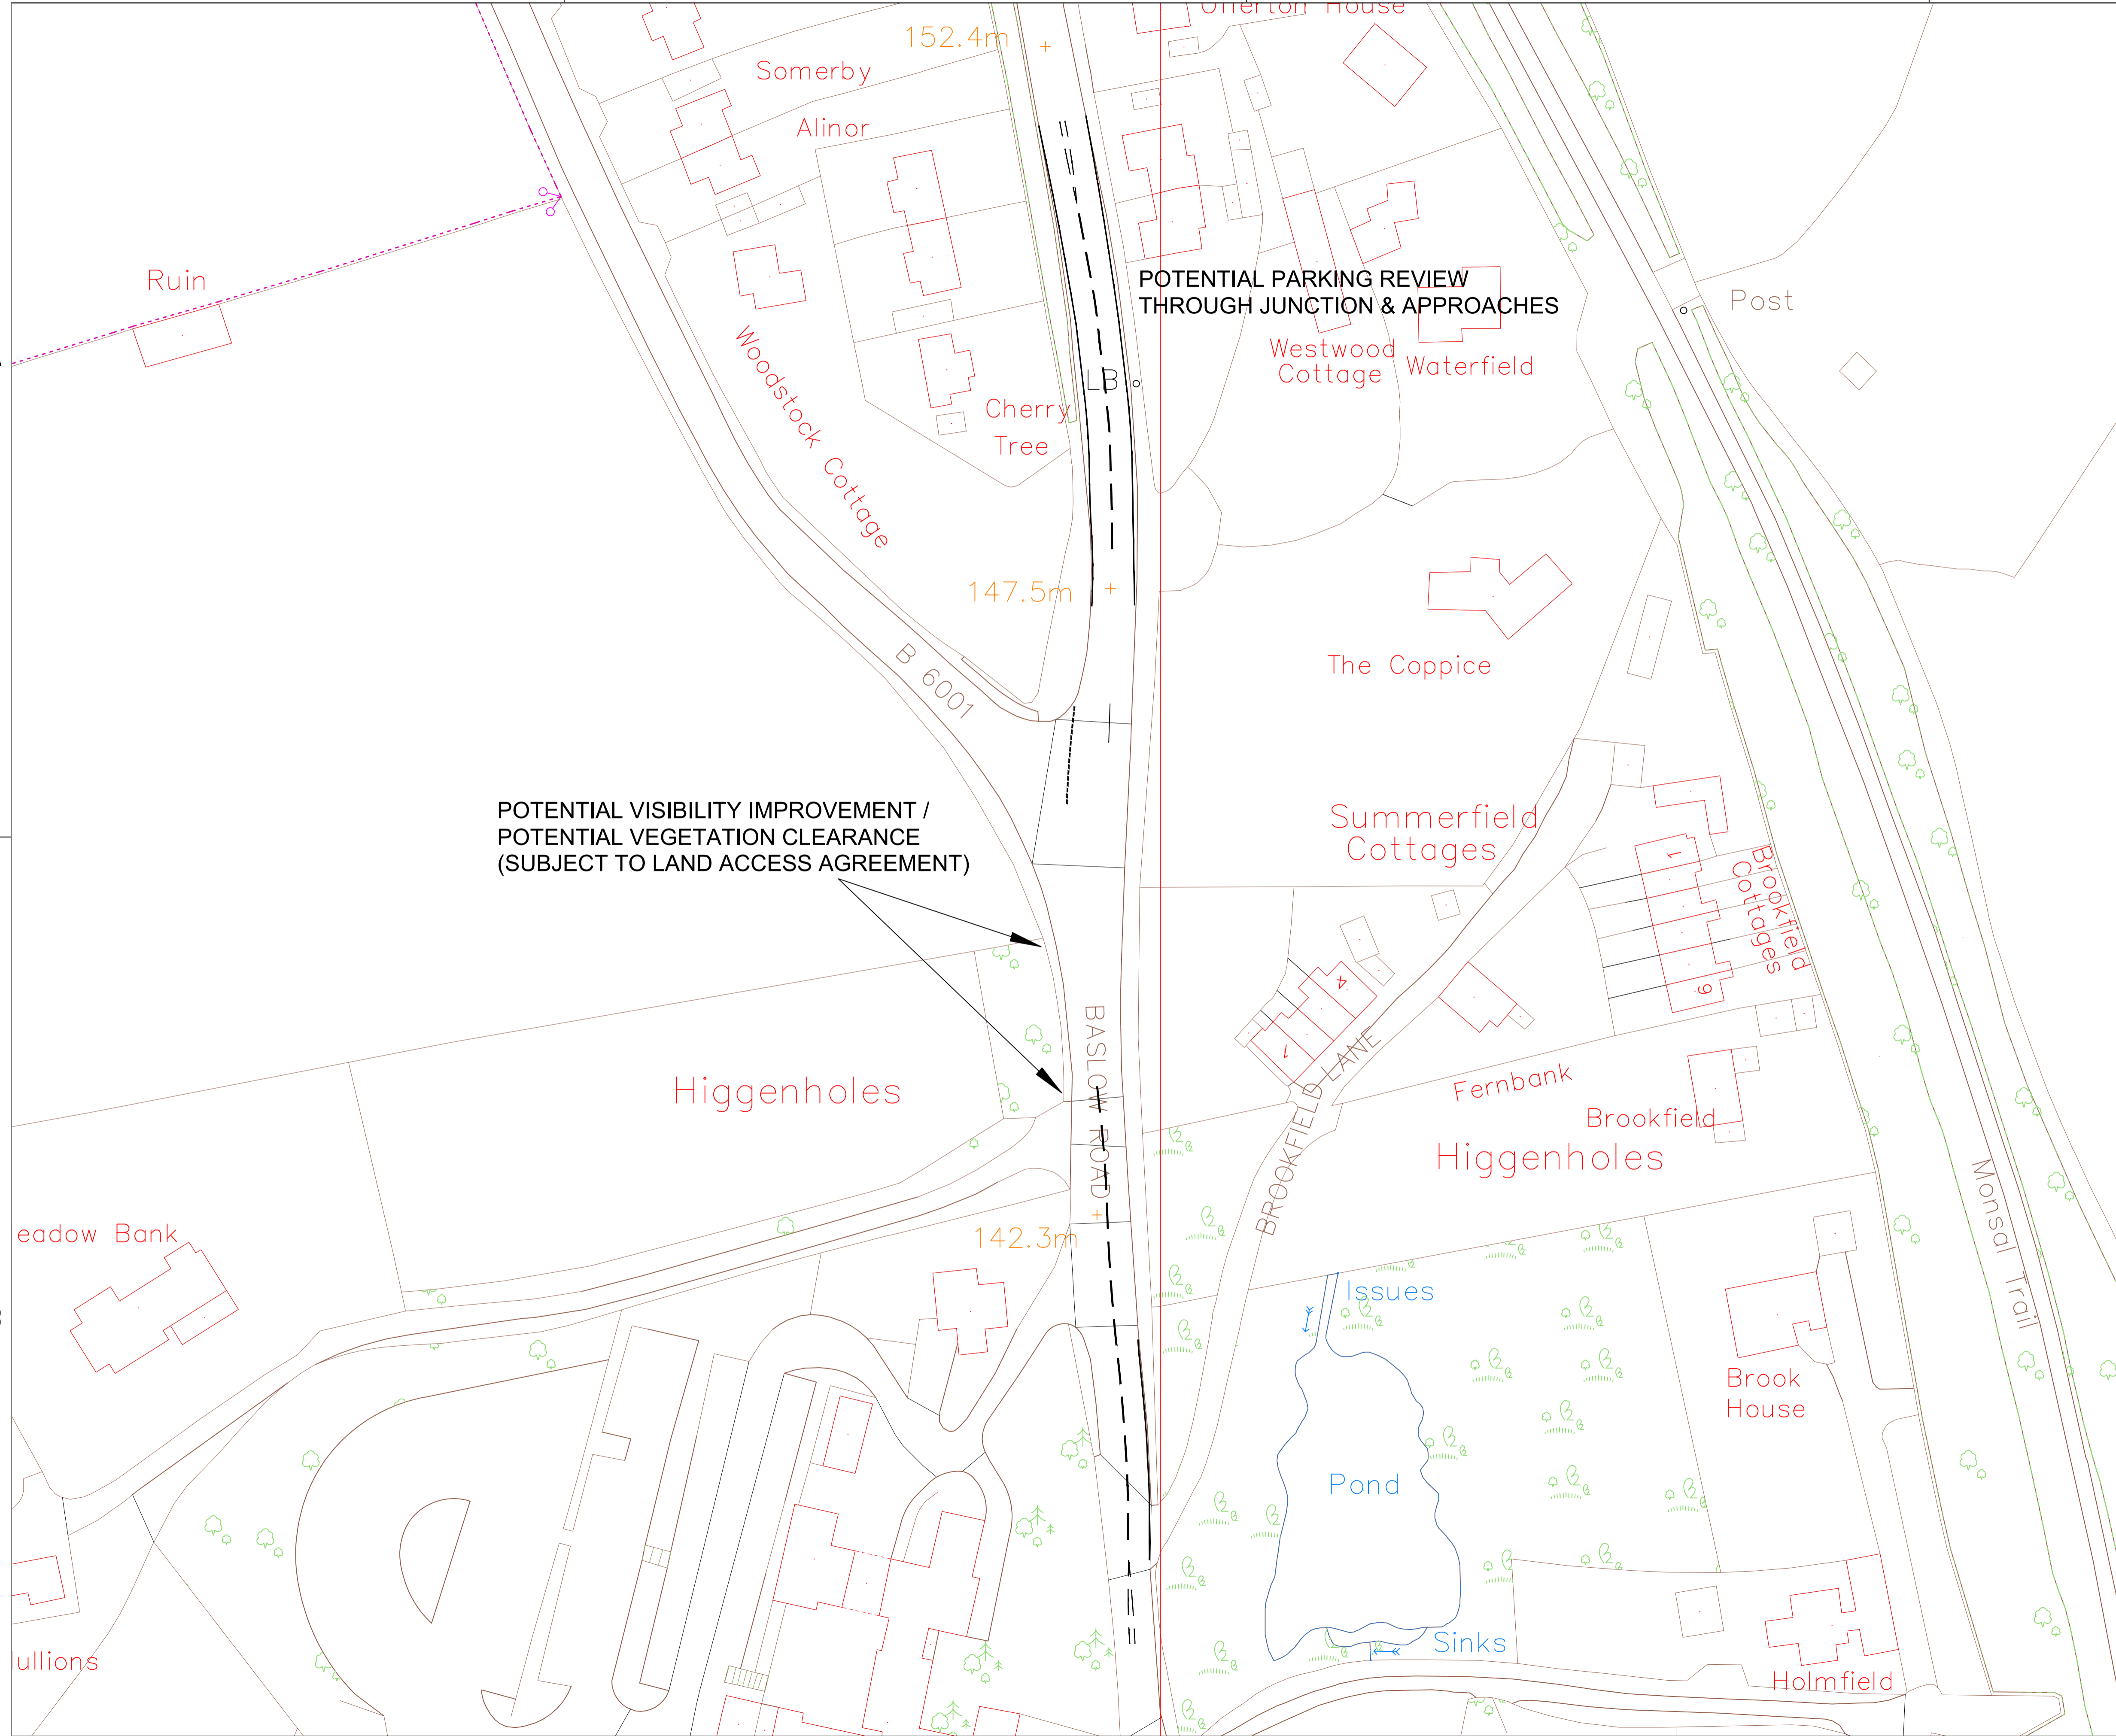 Offerton House
152.4m
Somerby
Alinor
Ruin
POTENTIAL PARKING REVIEW
THROUGH JUNCTION & APPROACHES
Post
Woodstock Cottage
LB
Westwood
Cottage
Waterfield
Cherry
Tree
147.5m
B 6001
The Coppice
POTENTIAL VISIBILITY IMPROVEMENT /
POTENTIAL VEGETATION CLEARANCE
(SUBJECT TO LAND ACCESS AGREEMENT)
Summerfield
Cottages
1
Brookfield
Cottages
6
4
1
BASLOW ROAD
BROOKFIELD LANE
Higgenholes
Fernbank
Brookfield
Higgenholes
Monsal Trail
eadow Bank
142.3m
Issues
Brook
House
Pond
Sinks
Holmfield
ullions